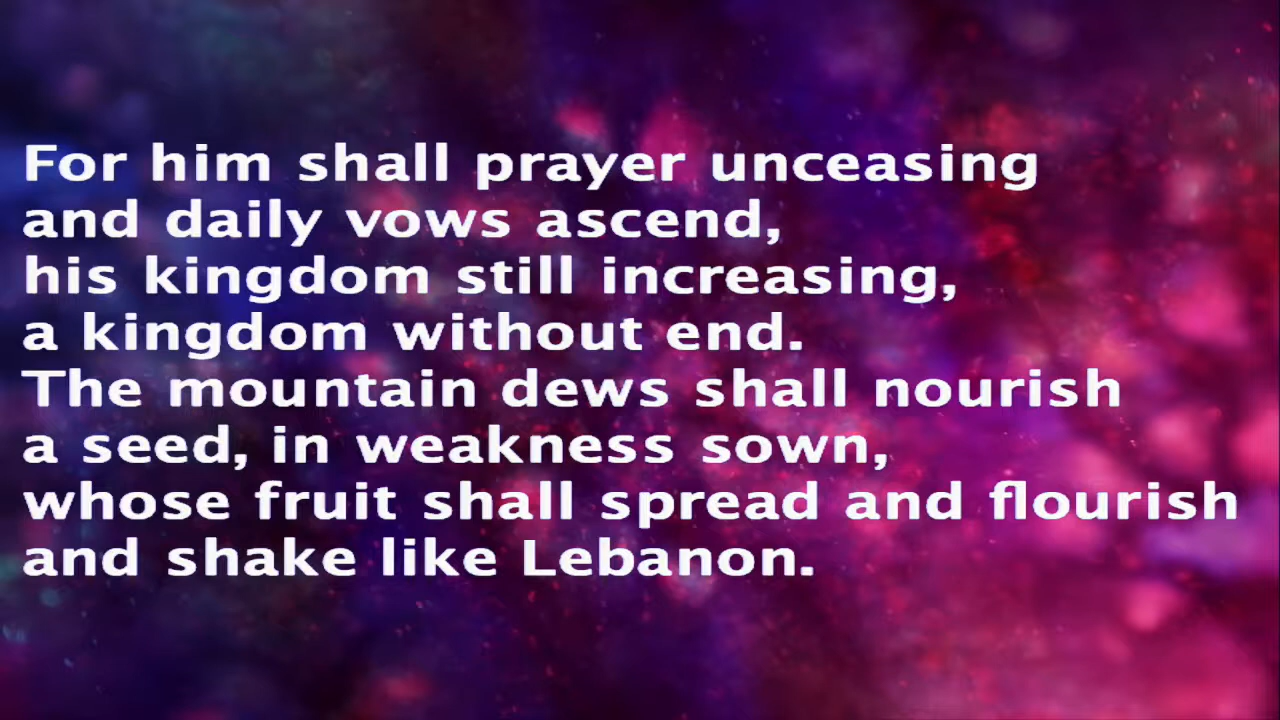 For him shall prayer unceasing
and daily vows ascend,
his kingdom still increasing,
a kingdom without end.
The mountain dews shall nourish
a seed, in weakness sown,
whose fruit shall spread and flourish
and shake like Lebanon.